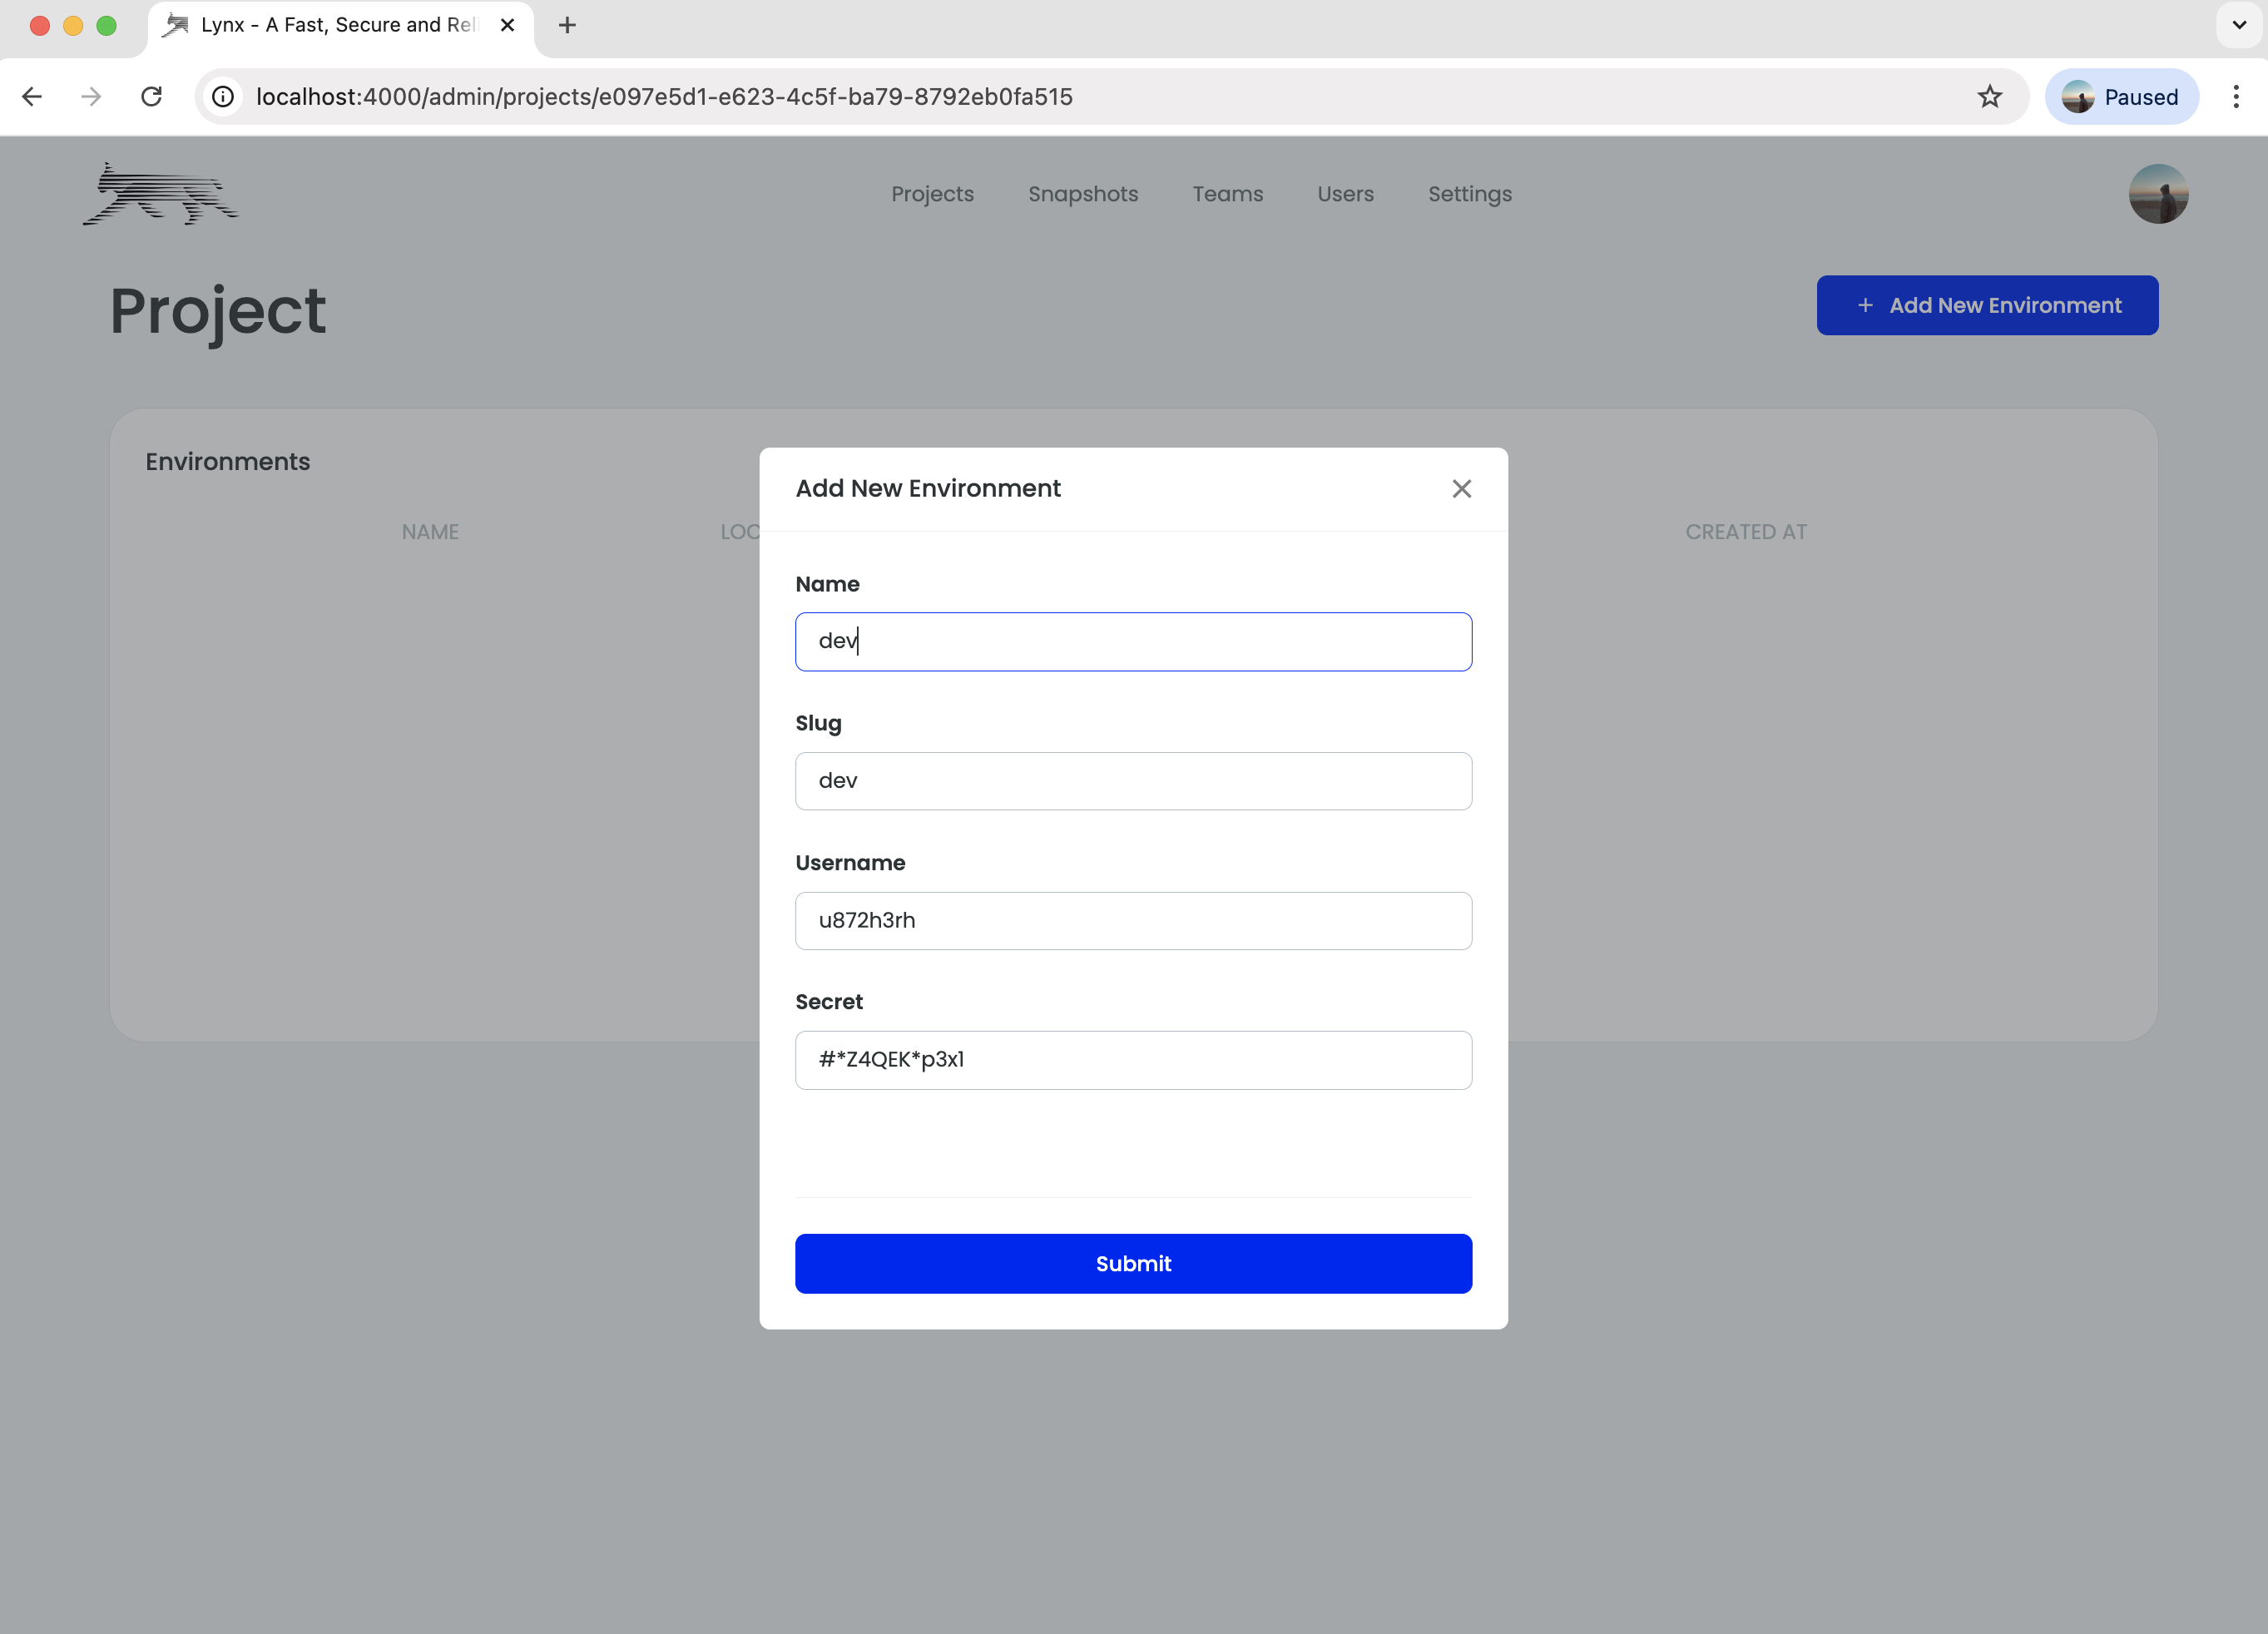 Lynx - A Fast, Secure and Reli
localhost:4000/admin/projects/e097e5d1-e623-4c5f-ba79-8792eb0fa515
Paused
Projects Snapshots Teams Users Settings
Project
+ Add New Environment
Environments
NAME LOC CREATED AT
Add New Environment
Name
dev
Slug
dev
Username
u872h3rh
Secret
#*Z4QEK*p3x1
Submit